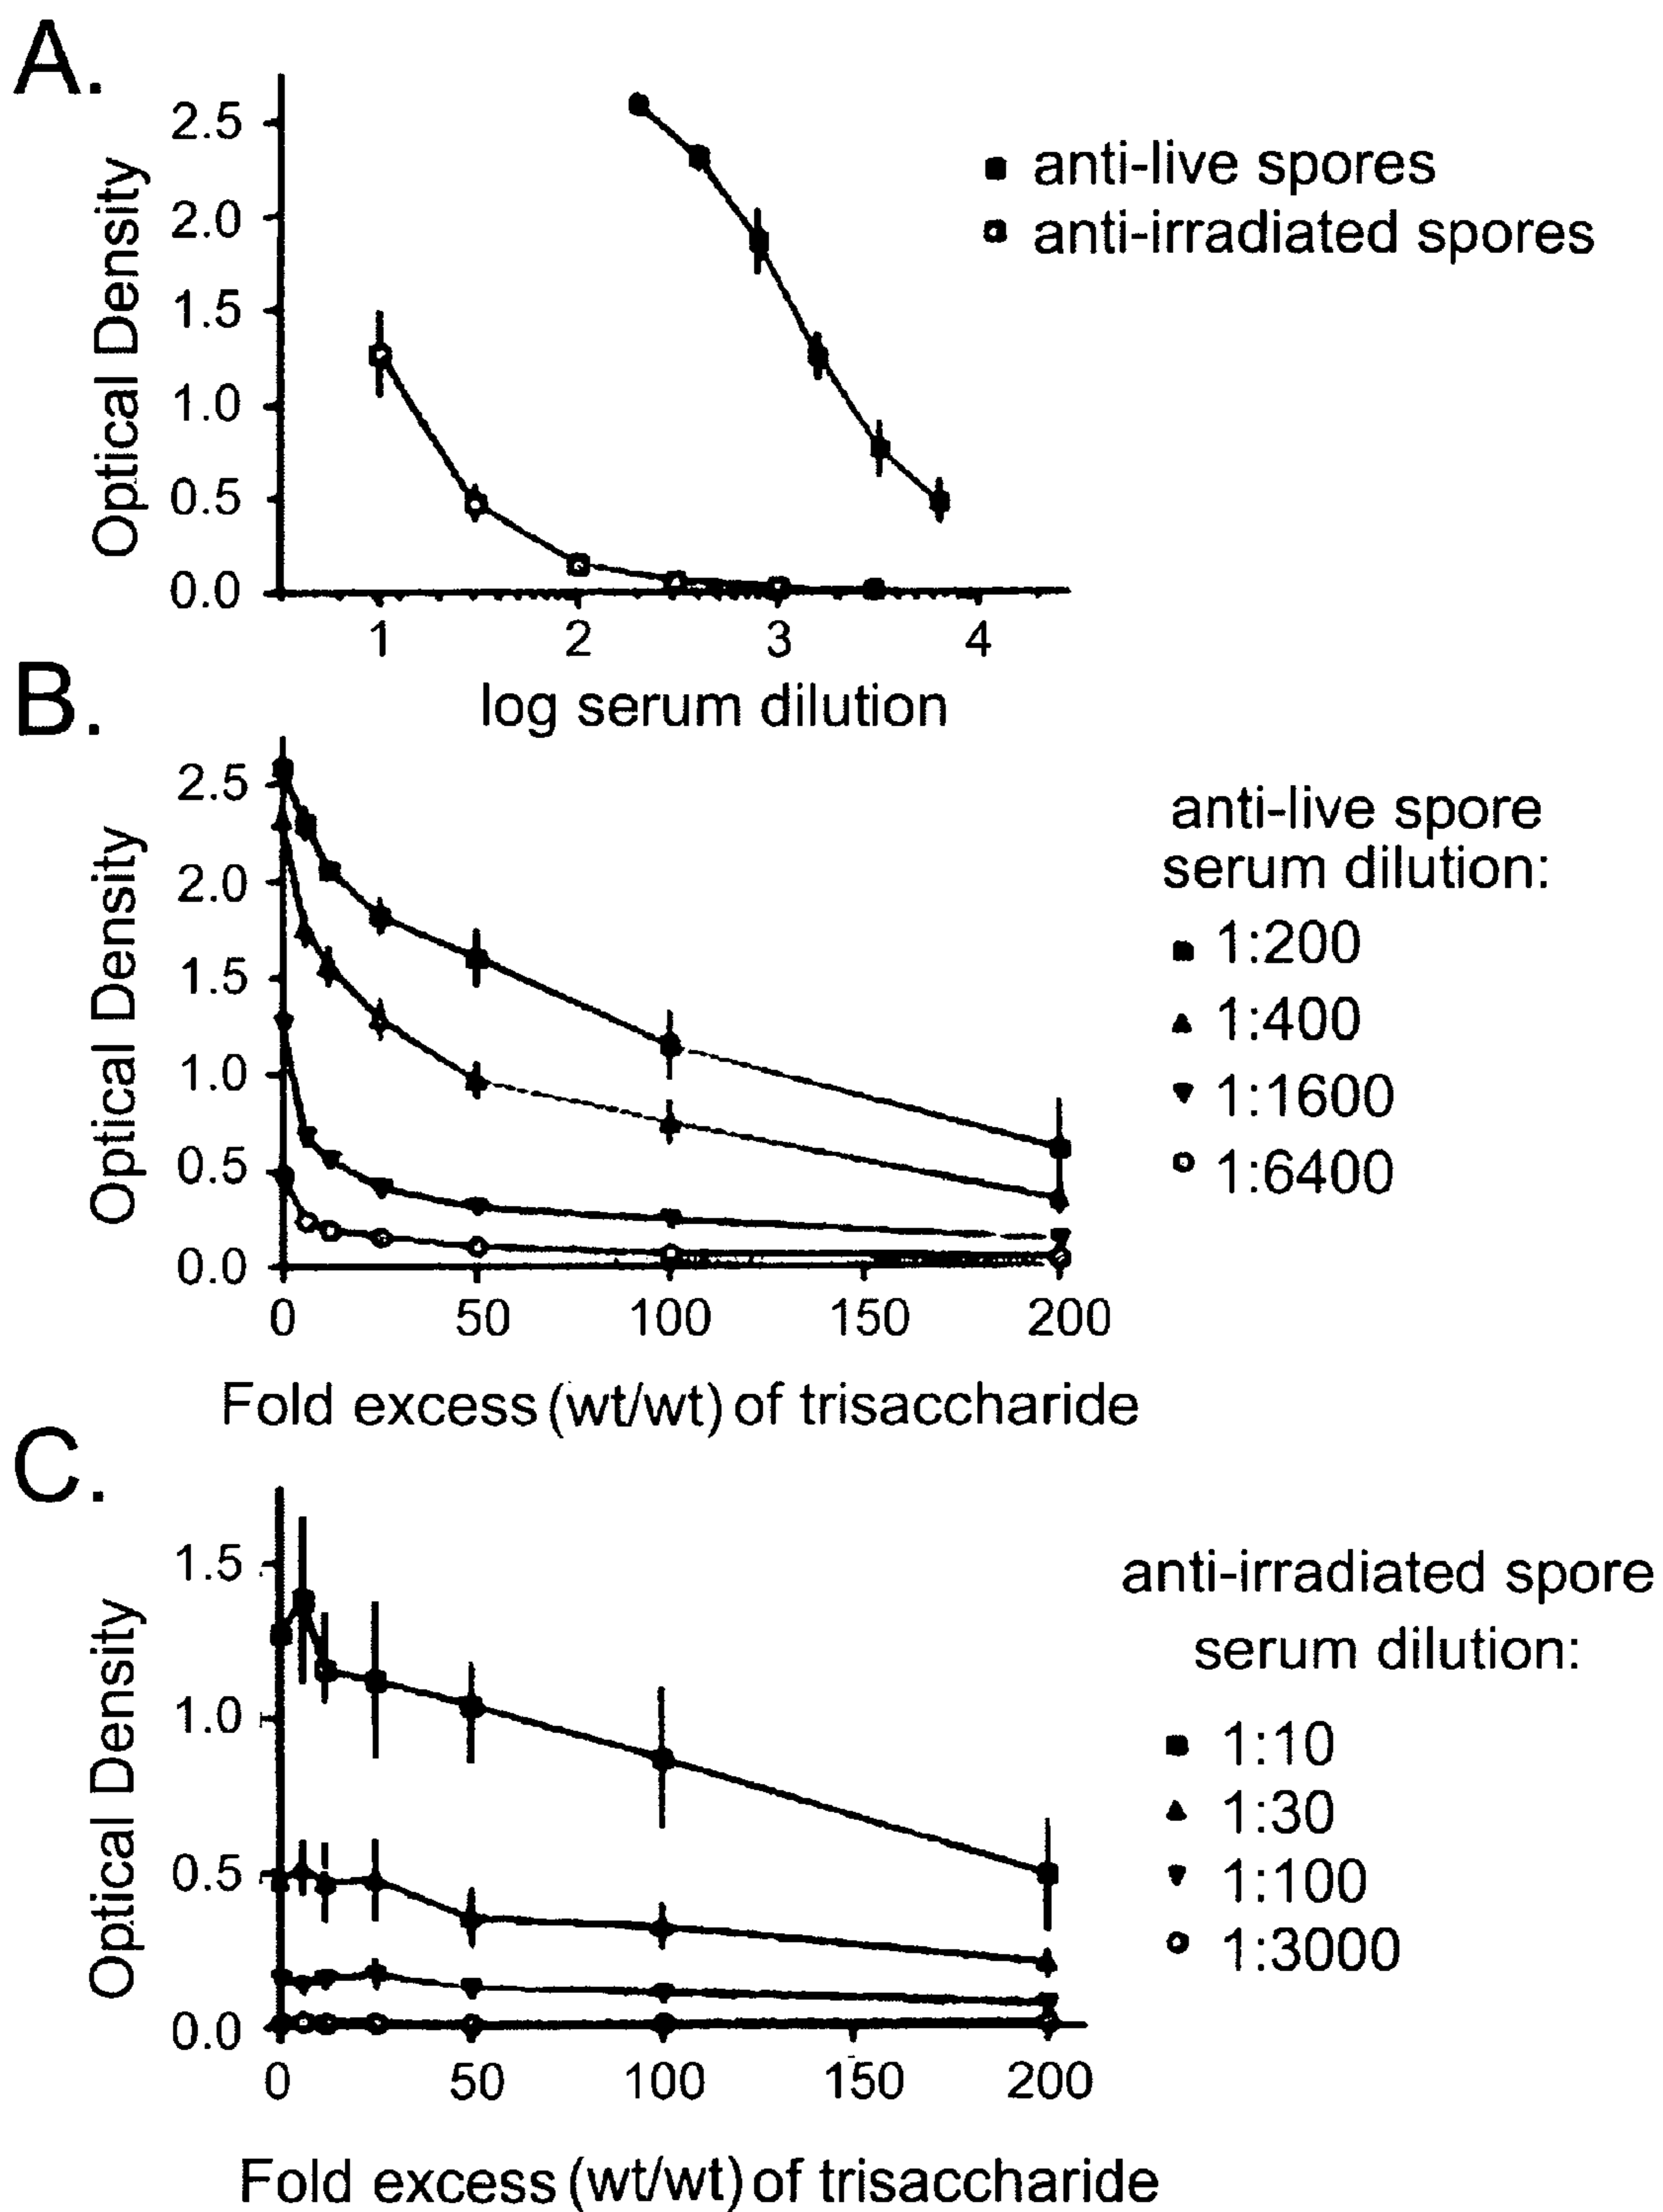 A.
2.5
2.0
1.5
1.0
0.5
0.0
Optical Density
1 2 3 4
log serum dilution
anti-live spores
anti-irradiated spores
B.
2.5
2.0
1.5
1.0
0.5
0.0
Optical Density
0 50 100 150 200
Fold excess (wt/wt) of trisaccharide
anti-live spore
serum dilution:
1:200
1:400
1:1600
1:6400
C.
1.5
1.0
0.5
0.0
Optical Density
0 50 100 150 200
Fold excess (wt/wt) of trisaccharide
anti-irradiated spore
serum dilution:
1:10
1:30
1:100
1:3000